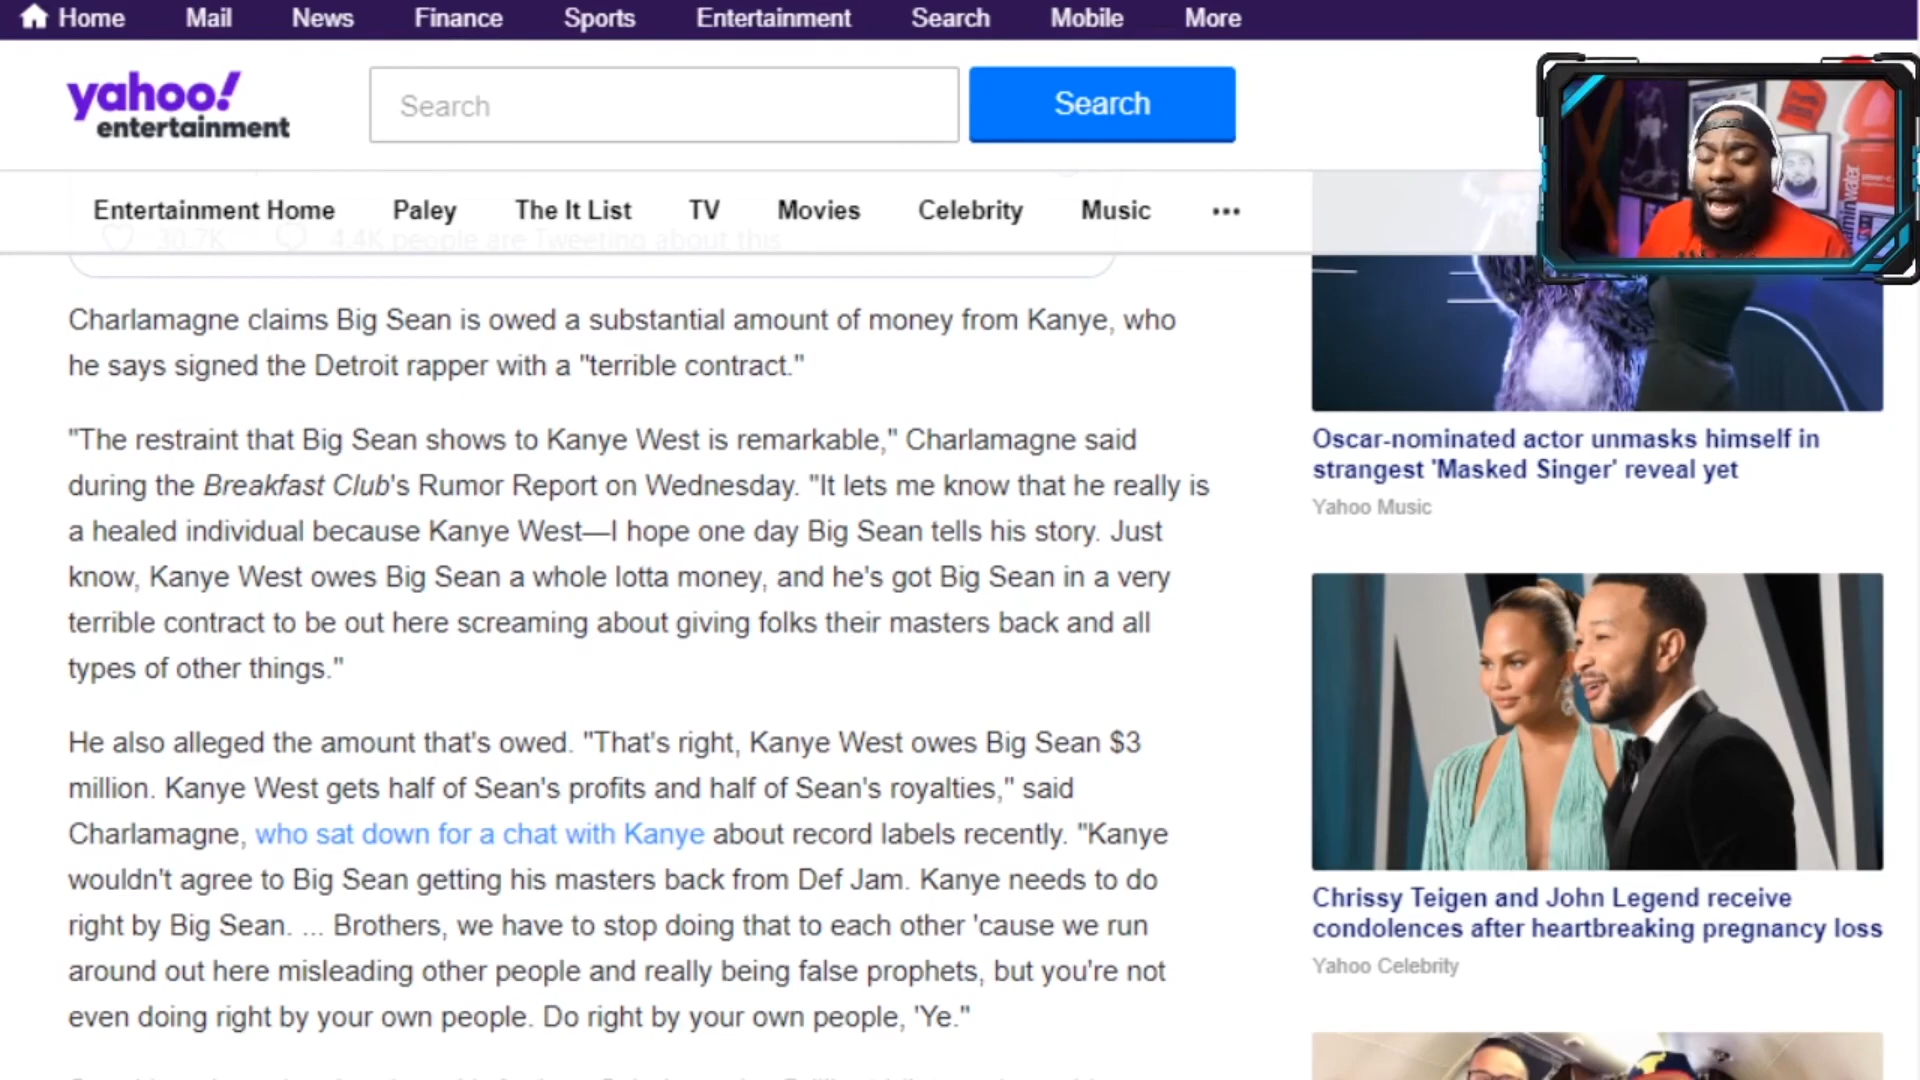 Home Mail News Finance Sports Entertainment Search Mobile More
yahoo!
entertainment
Search
Search
Entertainment Home Paley The It List TV Movies Celebrity Music •••
30.7K 4.4K people are Tweeting about this
Charlamagne claims Big Sean is owed a substantial amount of money from Kanye, who
he says signed the Detroit rapper with a "terrible contract."
"The restraint that Big Sean shows to Kanye West is remarkable," Charlamagne said
during the Breakfast Club's Rumor Report on Wednesday. "It lets me know that he really is
a healed individual because Kanye West—I hope one day Big Sean tells his story. Just
know, Kanye West owes Big Sean a whole lotta money, and he's got Big Sean in a very
terrible contract to be out here screaming about giving folks their masters back and all
types of other things."
He also alleged the amount that's owed. "That's right, Kanye West owes Big Sean $3
million. Kanye West gets half of Sean's profits and half of Sean's royalties," said
Charlamagne, who sat down for a chat with Kanye about record labels recently. "Kanye
wouldn't agree to Big Sean getting his masters back from Def Jam. Kanye needs to do
right by Big Sean. ... Brothers, we have to stop doing that to each other 'cause we run
around out here misleading other people and really being false prophets, but you're not
even doing right by your own people. Do right by your own people, 'Ye."
Oscar-nominated actor unmasks himself in
strangest 'Masked Singer' reveal yet
Yahoo Music
Chrissy Teigen and John Legend receive
condolences after heartbreaking pregnancy loss
Yahoo Celebrity